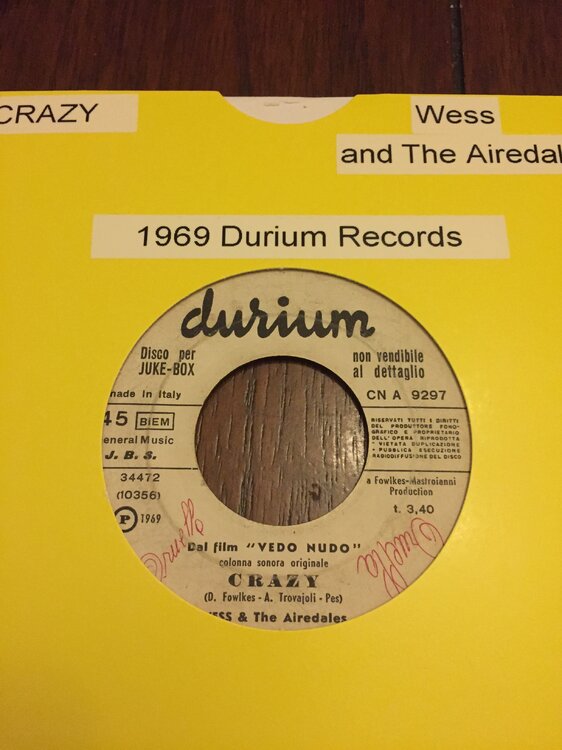 CRAZY
Wess
and The Airedal
1969 Durium Records
durium
Disco per
JUKE-BOX
non vendibile
al dettaglio
CN A 9297
made in Italy
45 BIEM
eneral Music
J. B. S.
RISERVATI TUTTI I DIRITTI
DEL PRODUTTORE FONO-
GRAFICO E PROPRIETARIO
DELL'OPERA RIPRODOTTA
- VIETATA DUPLICAZIONE
- PUBBLICA ESECUZIONE
RADIODIFFUSIONE DEL DISCO
34472
(10356)
P 1969
a Fowlkes-Mastroianni
Production
t. 3,40
Dal film "VEDO NUDO"
colonna sonora originale
CRAZY
(D. Fowlkes - A. Trovajoli - Pes)
ESS & The Airedales